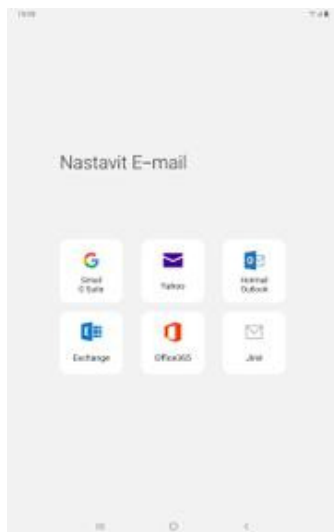 Nastavit E-mail
Gmail
G Suite
Yahoo
Hotmail
Outlook
Exchange
Office365
Jiné